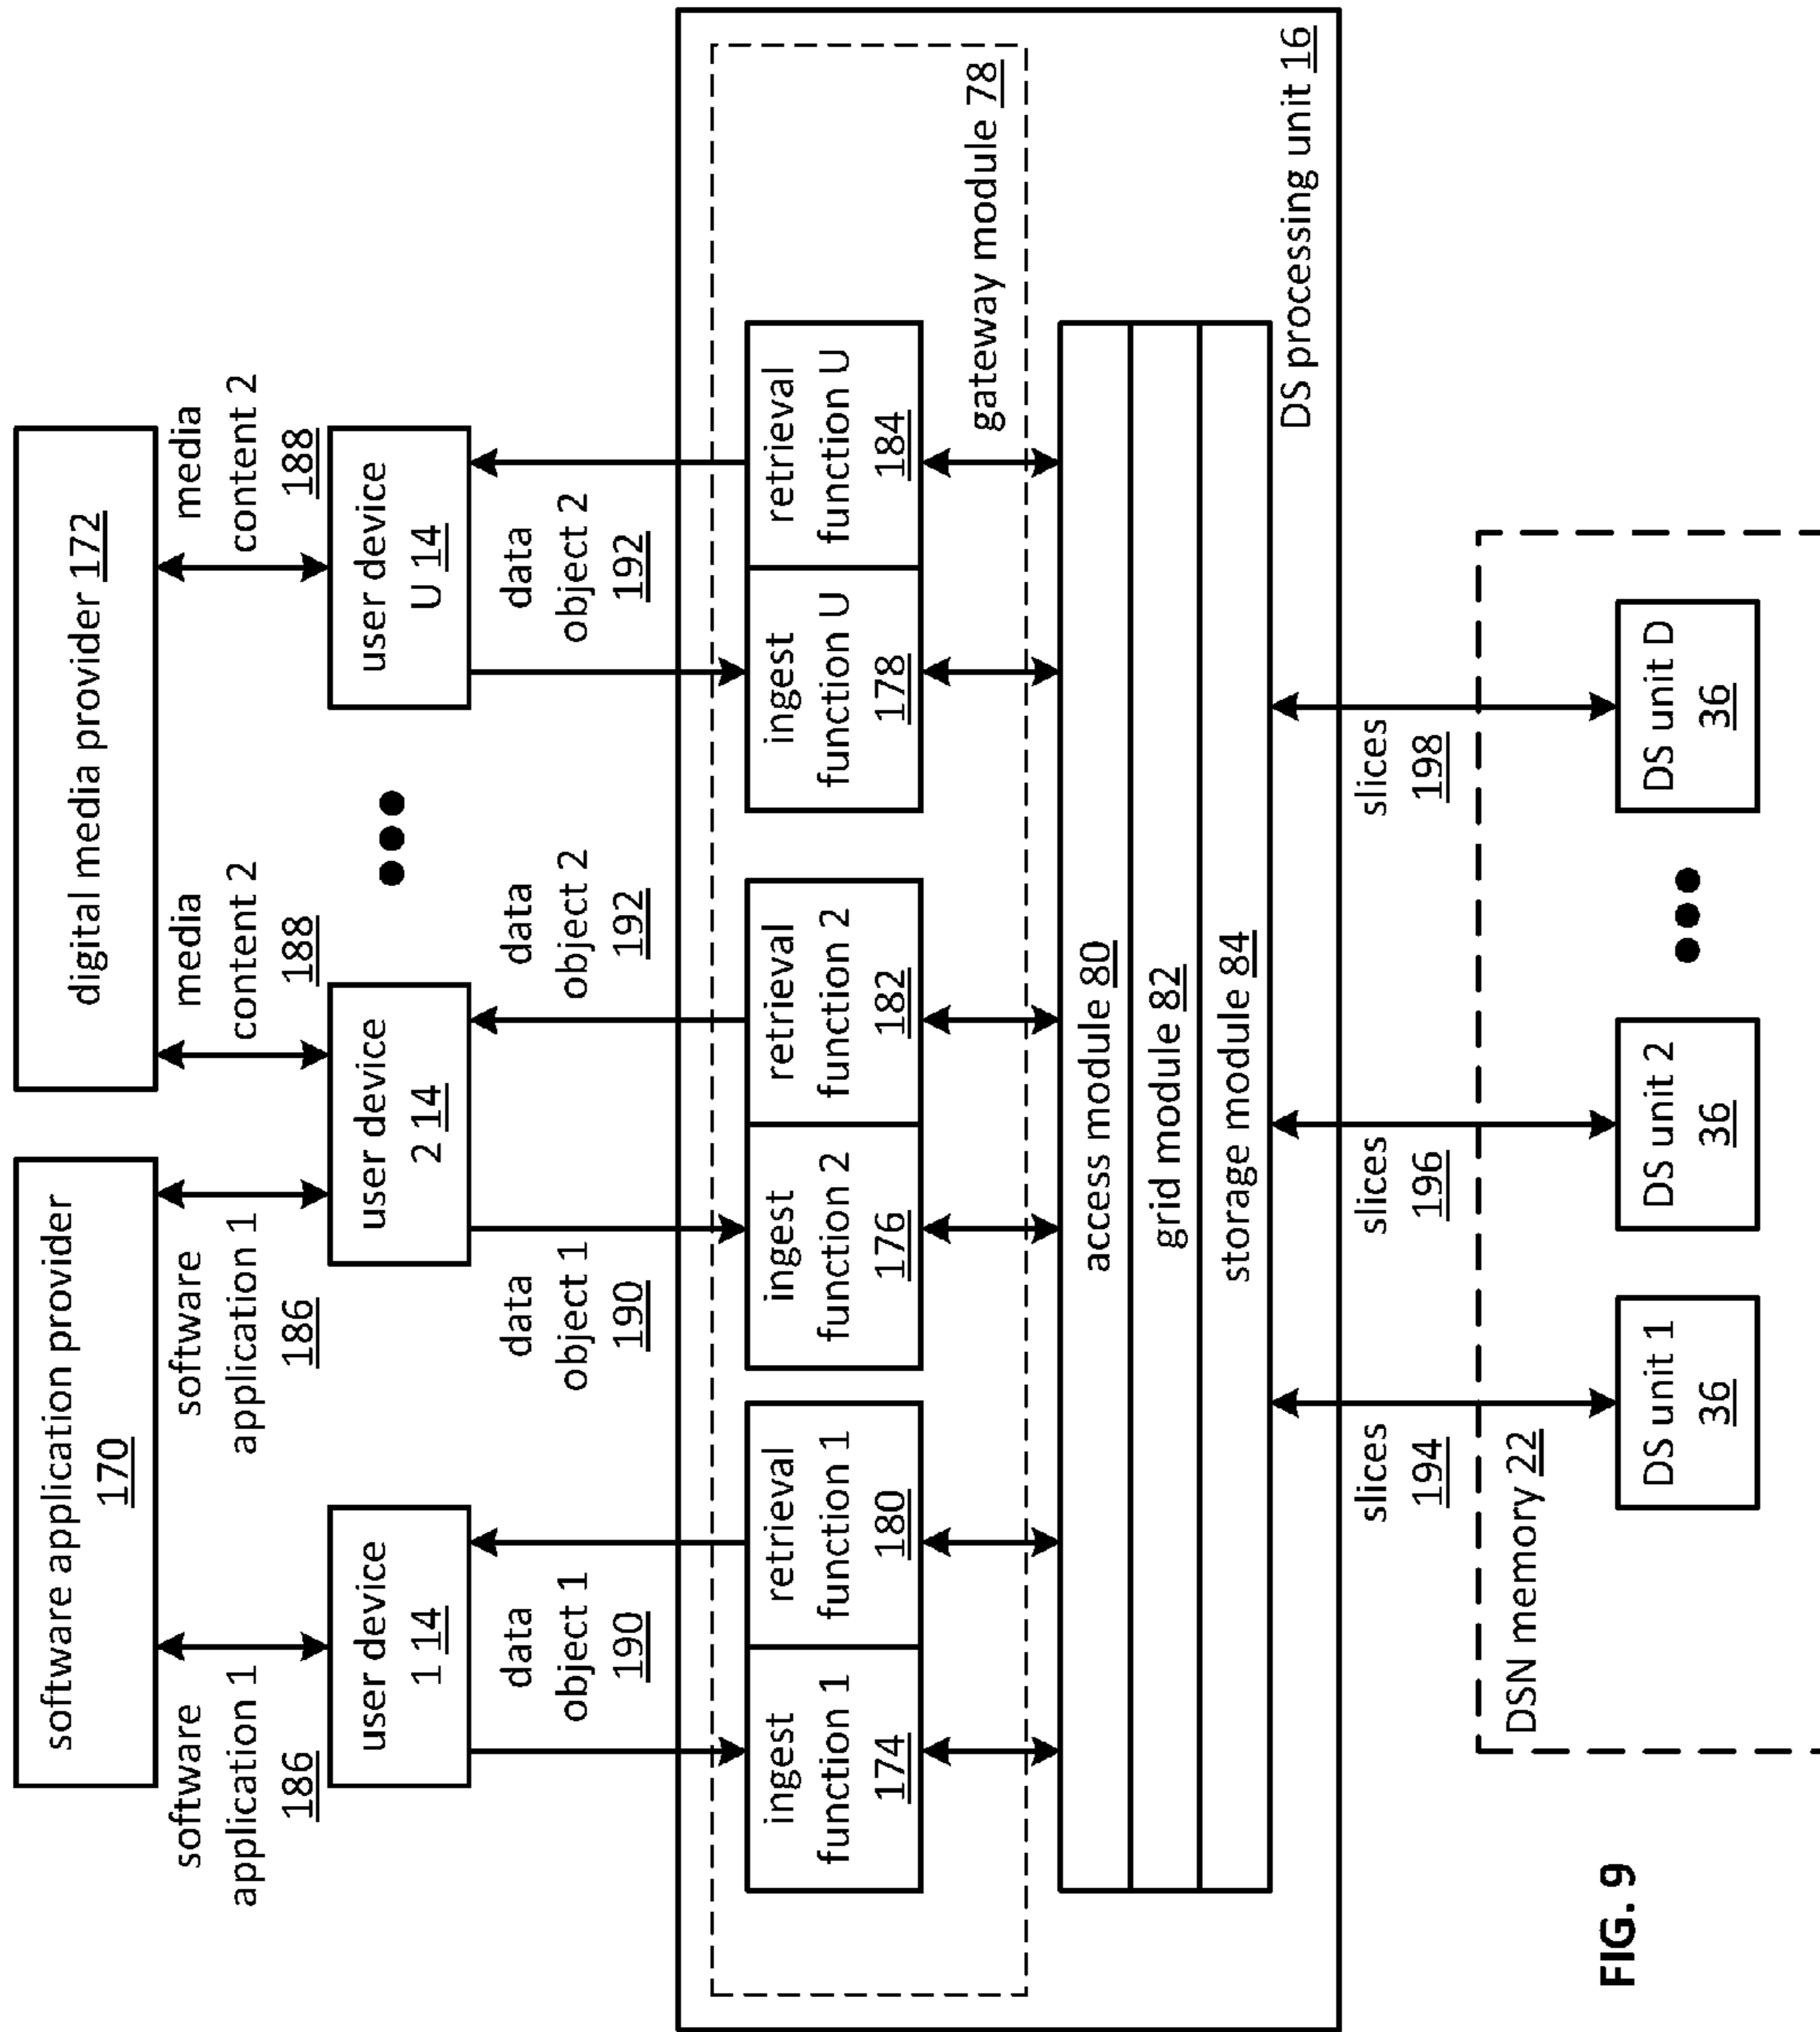 software application provider
170
digital media provider 172
software
application 1
186
software
application 1
186
media
content 2
188
media
content 2
188
user device
1 14
user device
2 14
user device
U 14
data
object 1
190
data
object 1
190
data
object 2
192
data
object 2
192
ingest
function 1
174
retrieval
function 1
180
ingest
function 2
176
retrieval
function 2
182
ingest
function U
178
retrieval
function U
184
gateway module 78
access module 80
grid module 82
storage module 84
DS processing unit 16
slices
194
slices
196
slices
198
DSN memory 22
DS unit 1
36
DS unit 2
36
DS unit D
36
FIG. 9